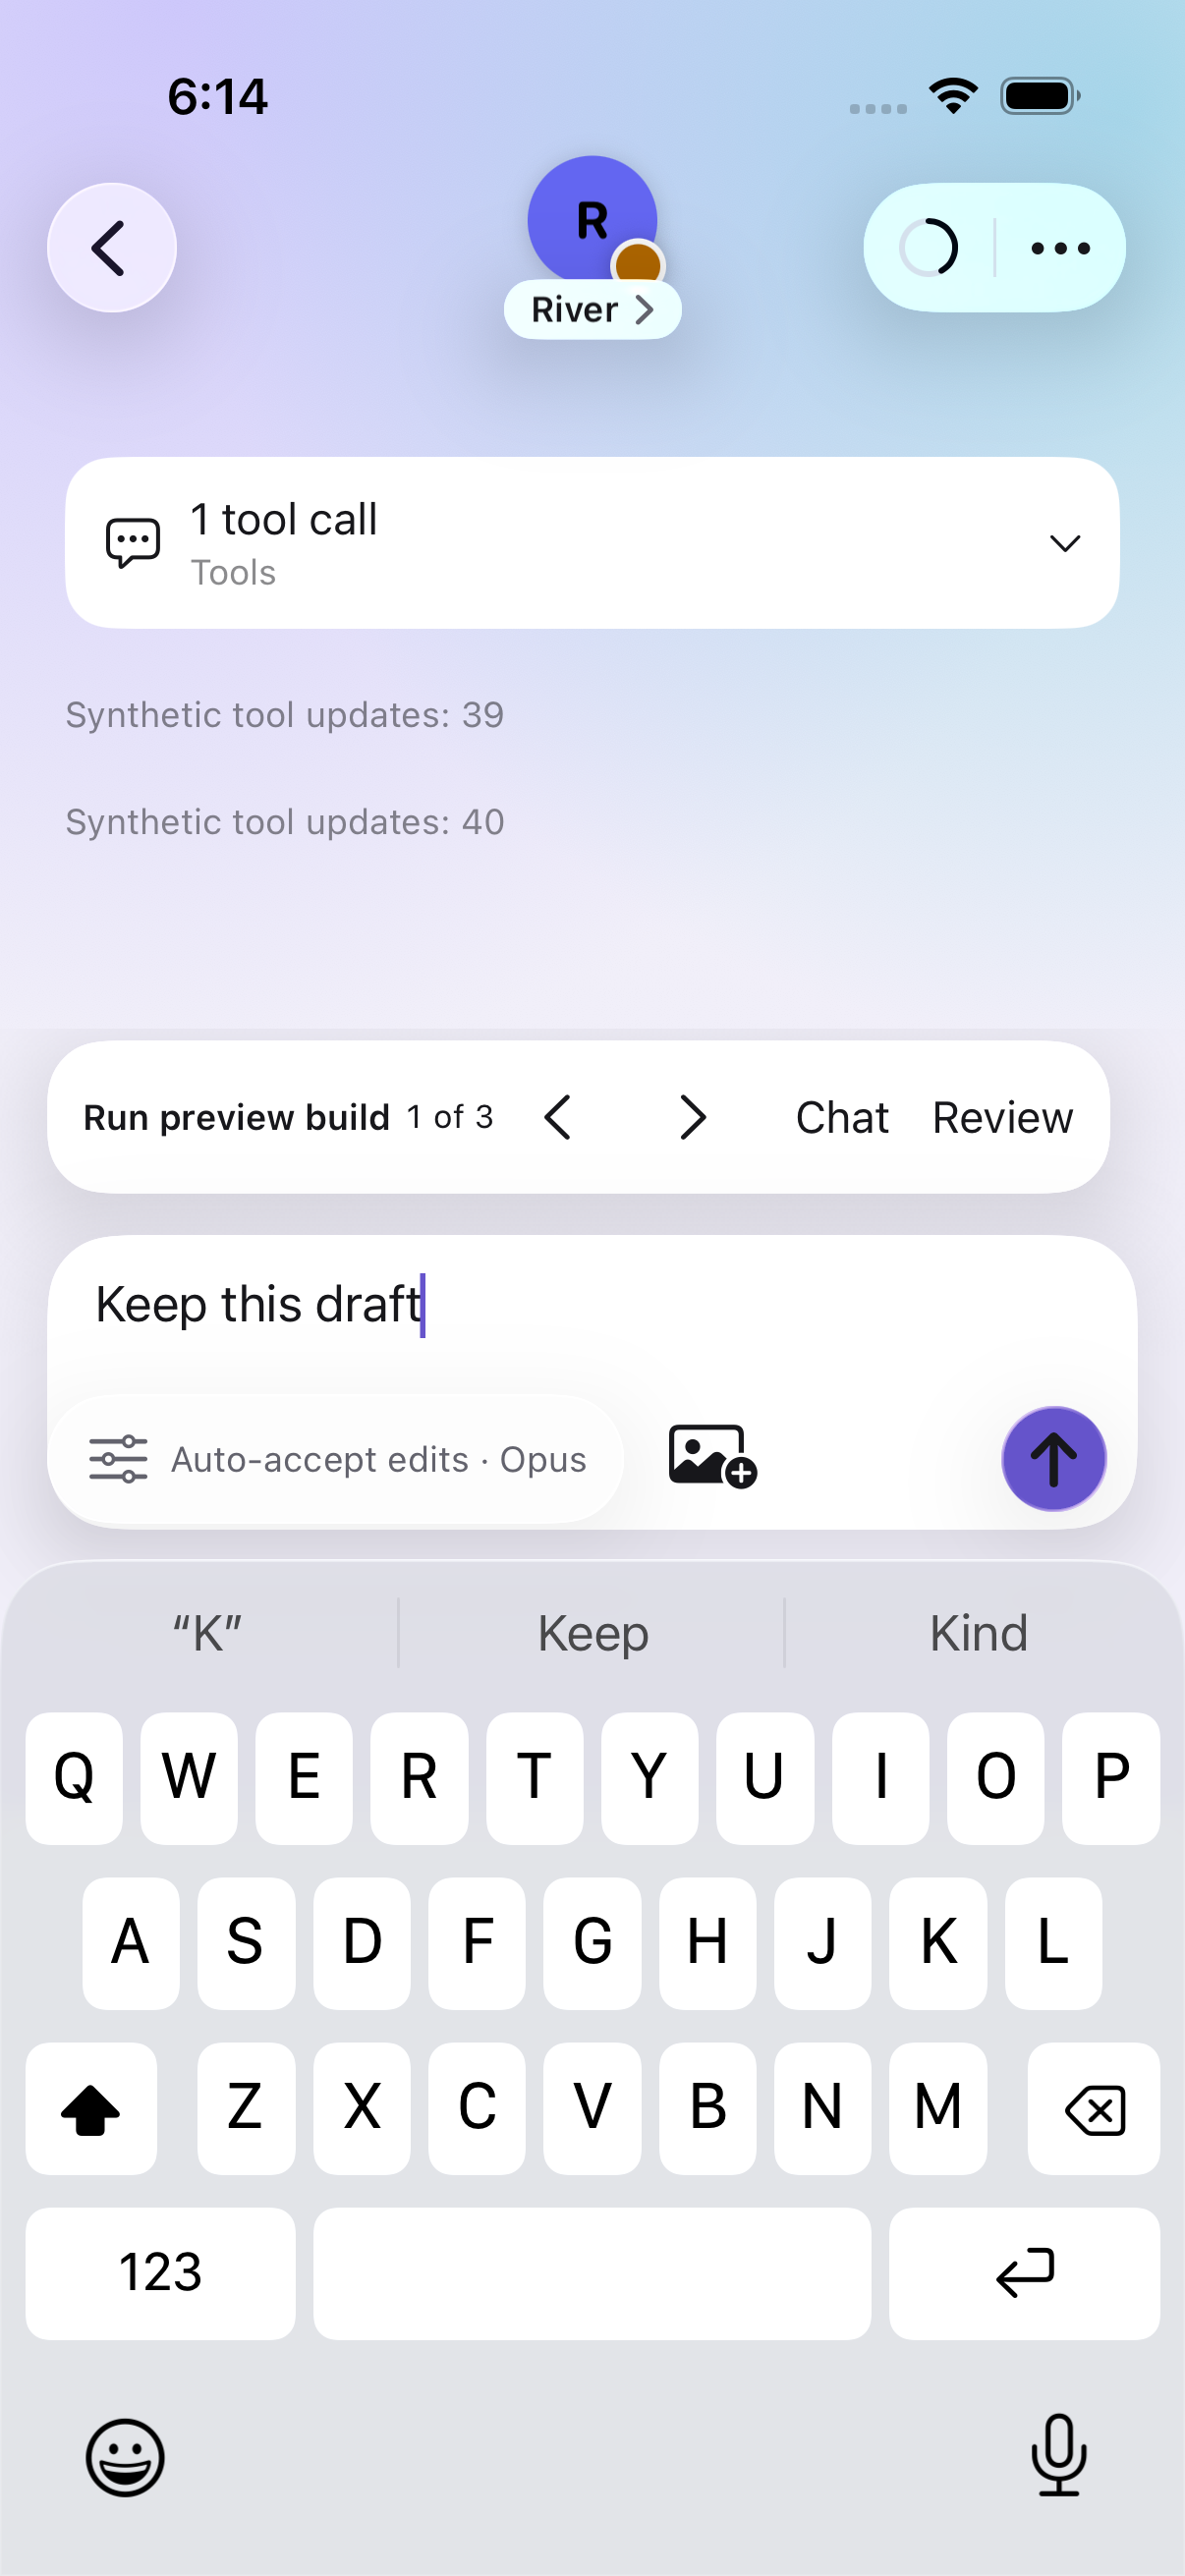 6:14
R
River
1 tool call
Tools
Synthetic tool updates: 39
Synthetic tool updates: 40
Run preview build 1 of 3 Chat Review
Keep this draft
Auto-accept edits · Opus
“K” Keep Kind
Q W E R T Y U I O P
A S D F G H J K L
Z X C V B N M
123